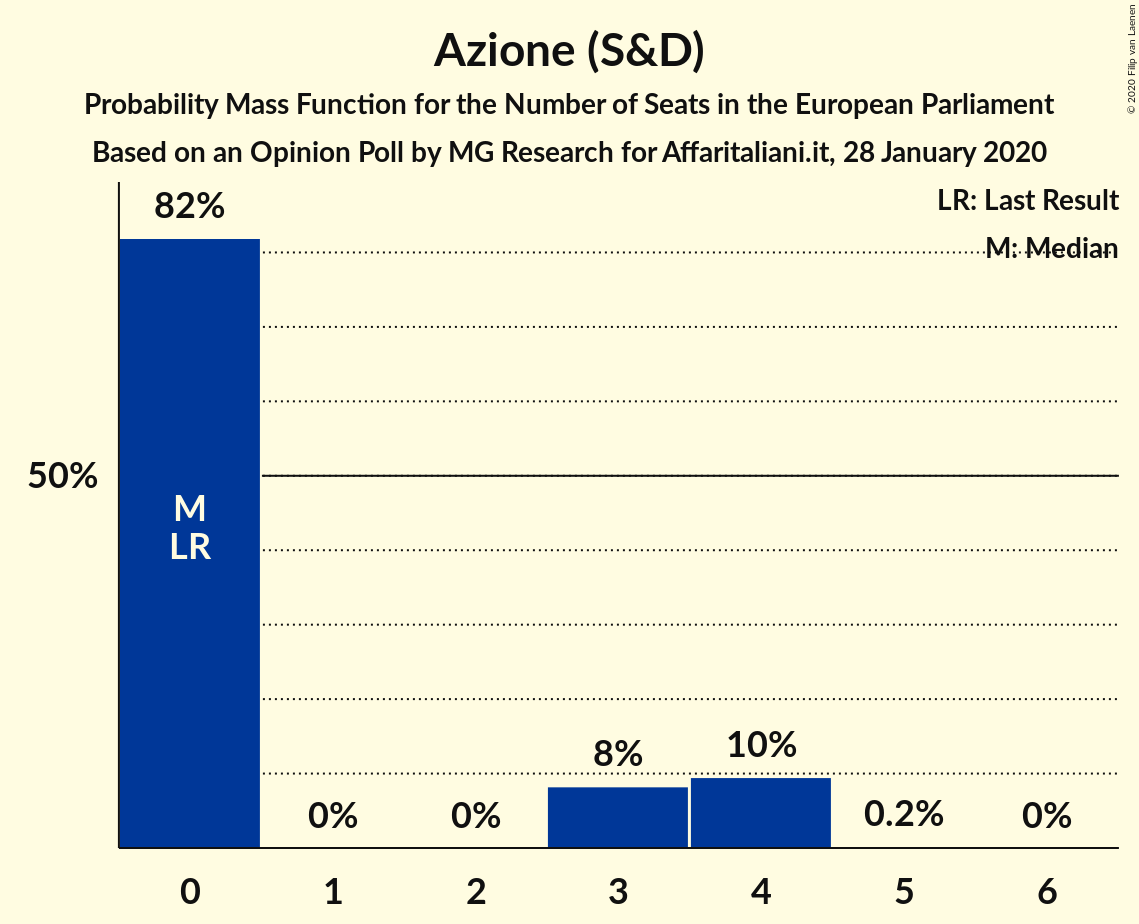 Azione (S&D)
Probability Mass Function for the Number of Seats in the European Parliament
Based on an Opinion Poll by MG Research for Affaritaliani.it, 28 January 2020
© 2020 Filip van Laenen
LR: Last Result
M: Median
82%
50%
M
LR
0%
0%
8%
10%
0.2%
0%
0
1
2
3
4
5
6